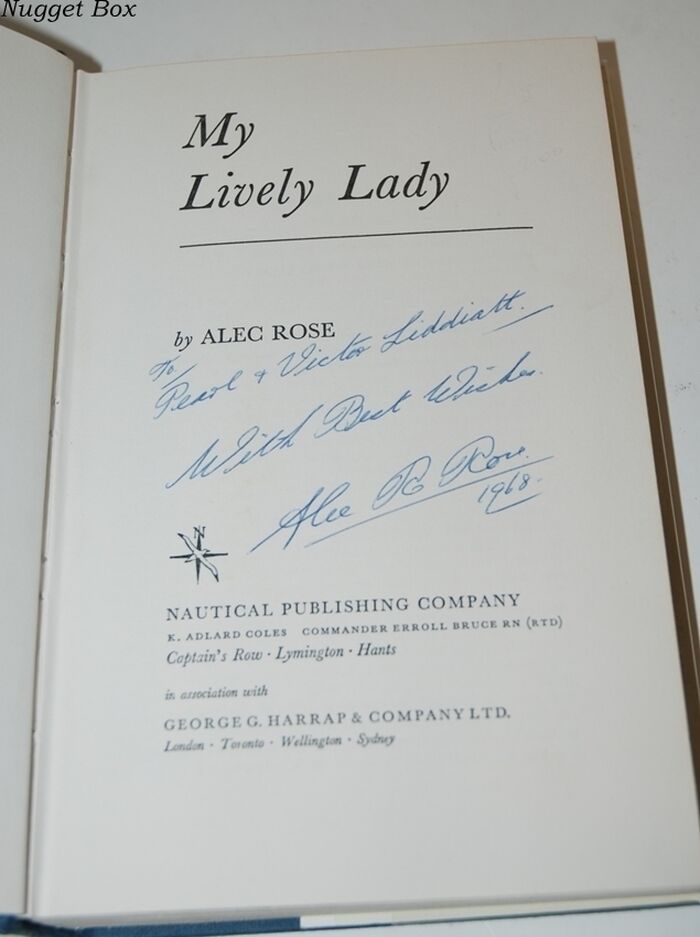 Nugget Box
My
Lively Lady
by ALEC ROSE
To
Pearl + Victor Liddiatt.
With Best Wishes.
Alec R Rose.
1968.
N
NAUTICAL PUBLISHING COMPANY
K. ADLARD COLES COMMANDER ERROLL BRUCE RN (RTD)
Captain's Row · Lymington · Hants
in association with
GEORGE G. HARRAP & COMPANY LTD.
London · Toronto · Wellington · Sydney